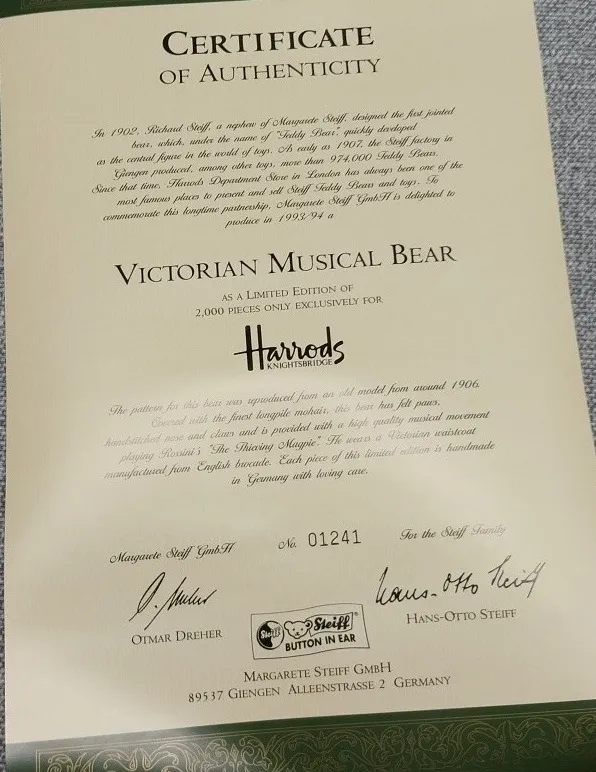 CERTIFICATE
OF AUTHENTICITY
In 1902, Richard Steiff, a nephew of Margarete Steiff, designed the first jointed
bear, which, under the name of "Teddy Bear", quickly developed
as the central figure in the world of toys. As early as 1907, the Steiff factory in
Giengen produced, among other toys, more than 974,000 Teddy Bears.
Since that time, Harrods Department Store in London has always been one of the
most famous places to present and sell Steiff Teddy Bears and toys. To
commemorate this longtime partnership, Margarete Steiff GmbH is delighted to
produce in 1993/94 a
VICTORIAN MUSICAL BEAR
AS A LIMITED EDITION OF
2,000 PIECES ONLY EXCLUSIVELY FOR
Harrods
KNIGHTSBRIDGE
The pattern for this bear was reproduced from an old model from around 1906.
Covered with the finest longpile mohair, this bear has felt paws,
handstitched nose and claws and is provided with a high quality musical movement
playing Rossini's "The Thieving Magpie". He wears a Victorian waistcoat
manufactured from English brocade. Each piece of this limited edition is handmade
in Germany with loving care.
Margarete Steiff GmbH No. 01241 For the Steiff Family
O. Dreher Hans-Otto Steiff
OTMAR DREHER HANS-OTTO STEIFF
Steiff Steiff®
BUTTON IN EAR
MARGARETE STEIFF GMBH
89537 GIENGEN ALLEENSTRASSE 2 GERMANY